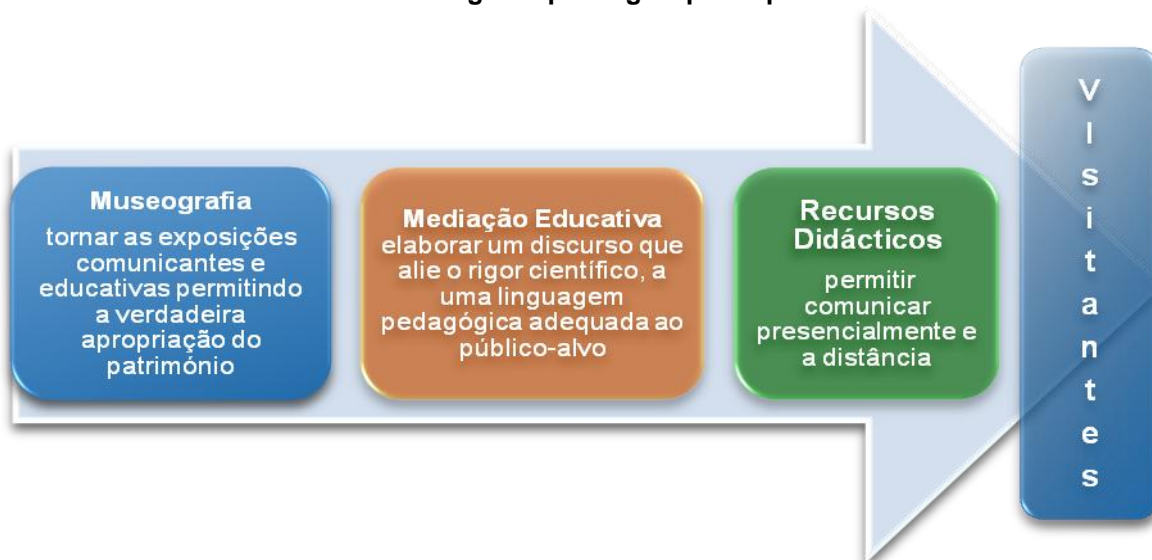 Museografia
tornar as exposições
comunicantes e
educativas permitindo
a verdadeira
apropriação do
património
Mediação Educativa
elaborar um discurso que
alie o rigor científico, a
uma linguagem
pedagógica adequada ao
público-alvo
Recursos
Didácticos
permitir
comunicar
presencialmente e
a distância
V
I
s
i
t
a
n
t
e
s